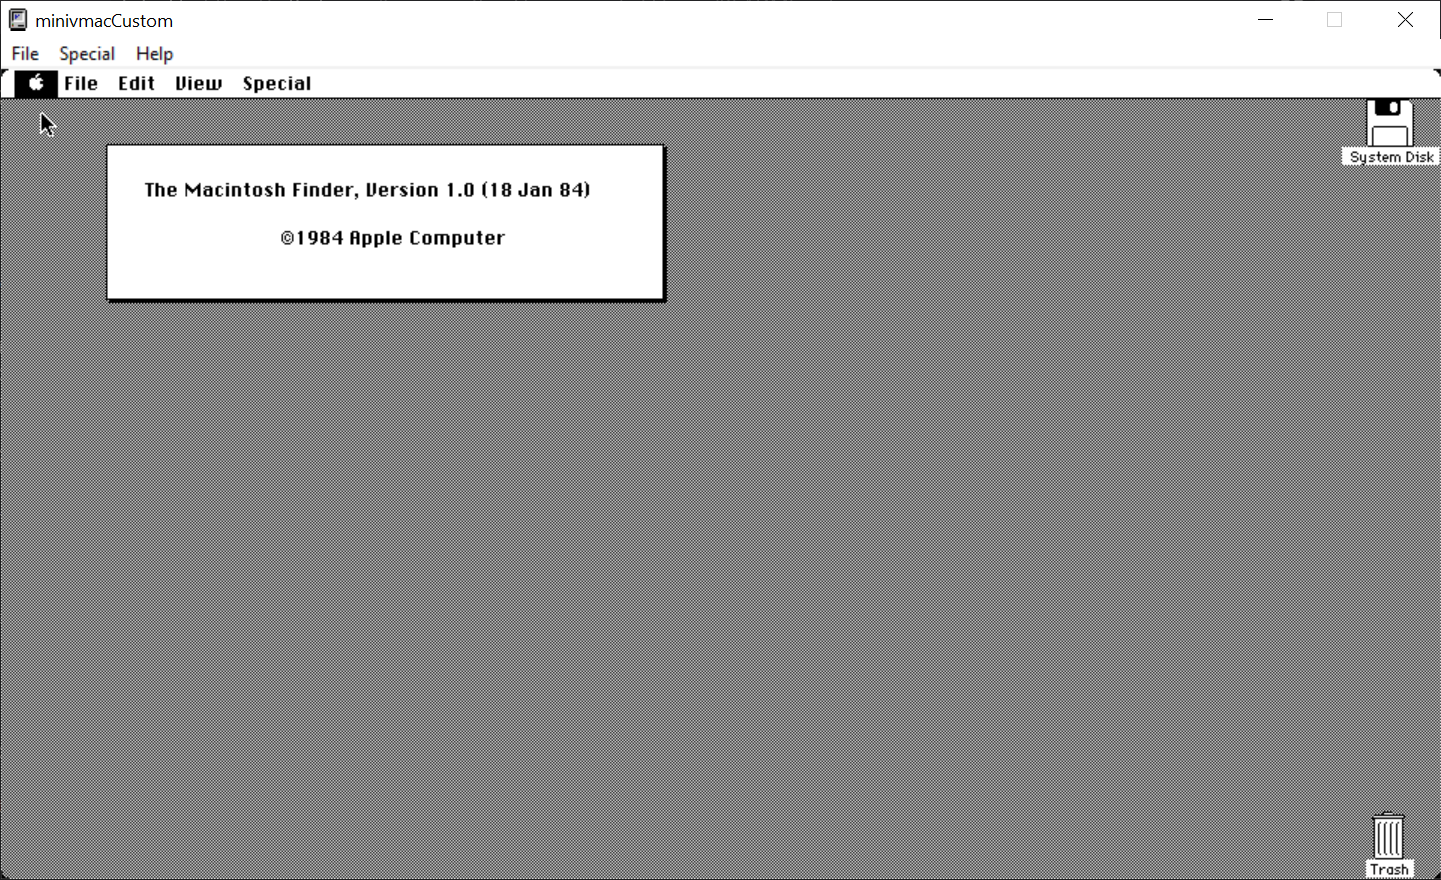 minivmacCustom
File Special Help
File Edit View Special
System Disk
The Macintosh Finder, Version 1.0 (18 Jan 84)
©1984 Apple Computer
Trash